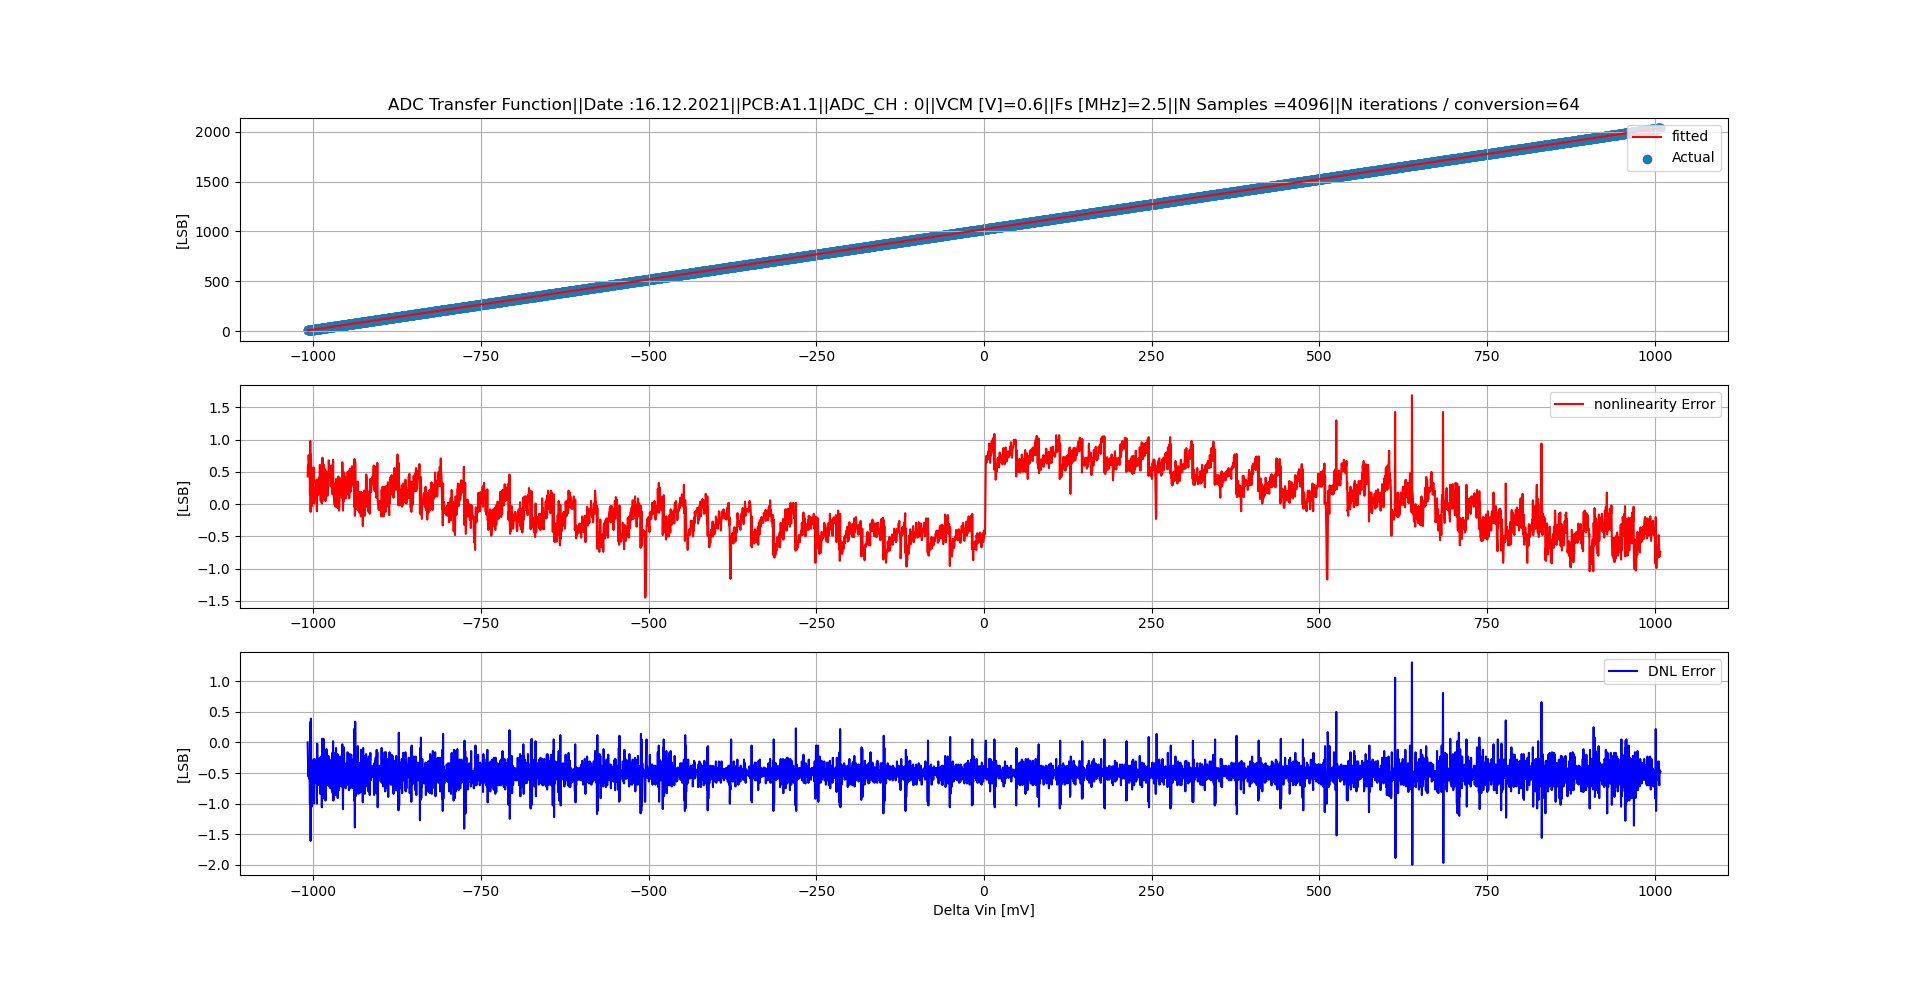 ADC Transfer Function||Date :16.12.2021||PCB:A1.1||ADC_CH : 0||VCM [V]=0.6||Fs [MHz]=2.5||N Samples =4096||N iterations / conversion=64
2000
1500
1000
500
0
[LSB]
fitted
Actual
−1000 −750 −500 −250 0 250 500 750 1000
1.5
1.0
0.5
0.0
−0.5
−1.0
−1.5
[LSB]
nonlinearity Error
−1000 −750 −500 −250 0 250 500 750 1000
1.0
0.5
0.0
−0.5
−1.0
−1.5
−2.0
[LSB]
DNL Error
−1000 −750 −500 −250 0 250 500 750 1000
Delta Vin [mV]